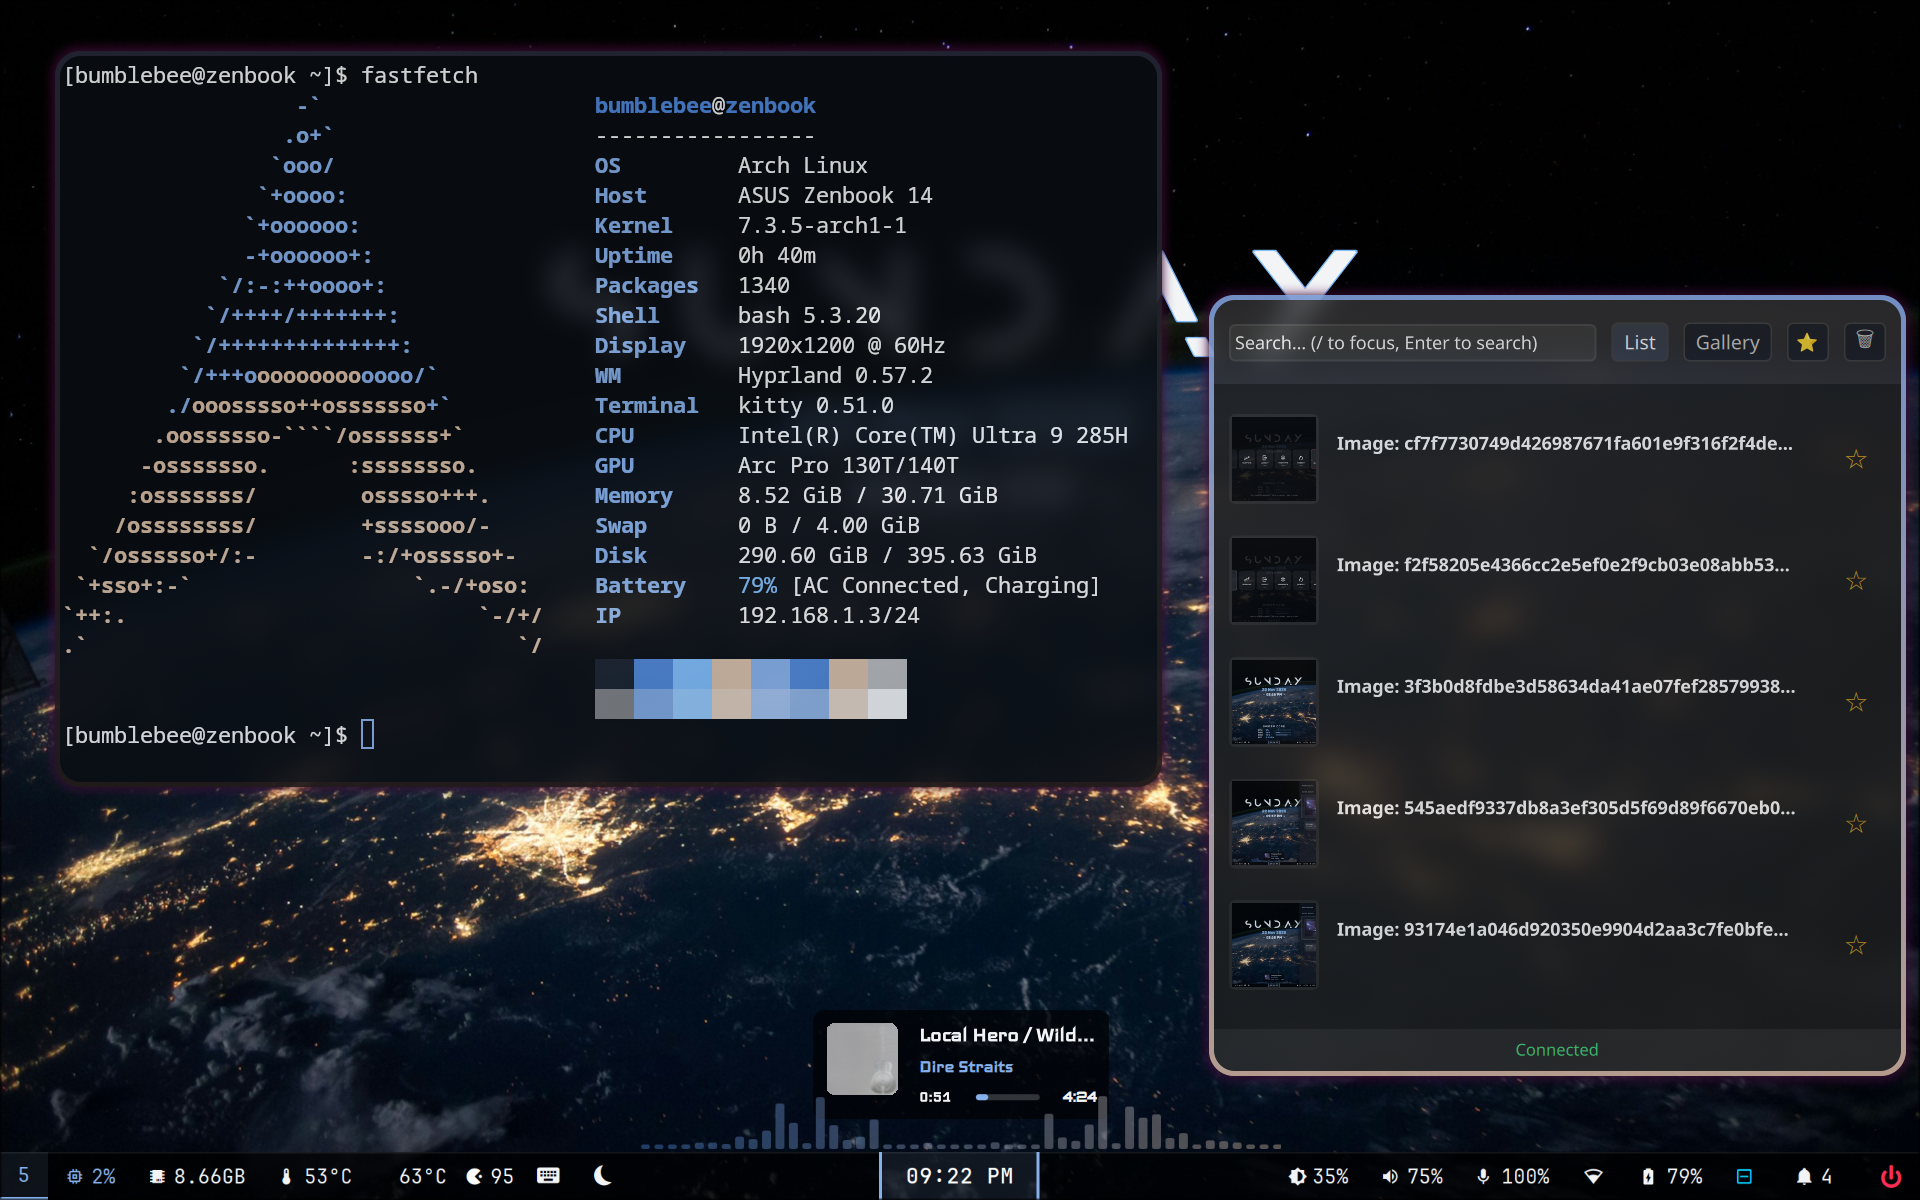 [bumblebee@zenbook ~]$ fastfetch
bumblebee@zenbook
-----------------
OS Arch Linux
Host ASUS Zenbook 14
Kernel 7.3.5-arch1-1
Uptime 0h 40m
Packages 1340
Shell bash 5.3.20
Display 1920x1200 @ 60Hz
WM Hyprland 0.57.2
Terminal kitty 0.51.0
CPU Intel(R) Core(TM) Ultra 9 285H
GPU Arc Pro 130T/140T
Memory 8.52 GiB / 30.71 GiB
Swap 0 B / 4.00 GiB
Disk 290.60 GiB / 395.63 GiB
Battery 79% [AC Connected, Charging]
IP 192.168.1.3/24
[bumblebee@zenbook ~]$
SUNDAY
Search... (/ to focus, Enter to search) List Gallery
Image: cf7f7730749d426987671fa601e9f316f2f4de...
Image: f2f58205e4366cc2e5ef0e2f9cb03e08abb53...
Image: 3f3b0d8fdbe3d58634da41ae07fef28579938...
Image: 545aedf9337db8a3ef305d5f69d89f6670eb0...
Image: 93174e1a046d920350e9904d2aa3c7fe0bfe...
Connected
Local Hero / Wild...
Dire Straits
0:51 4:24
5 2% 8.66GB 53°C 63°C 95 09:22 PM 35% 75% 100% 79% 4